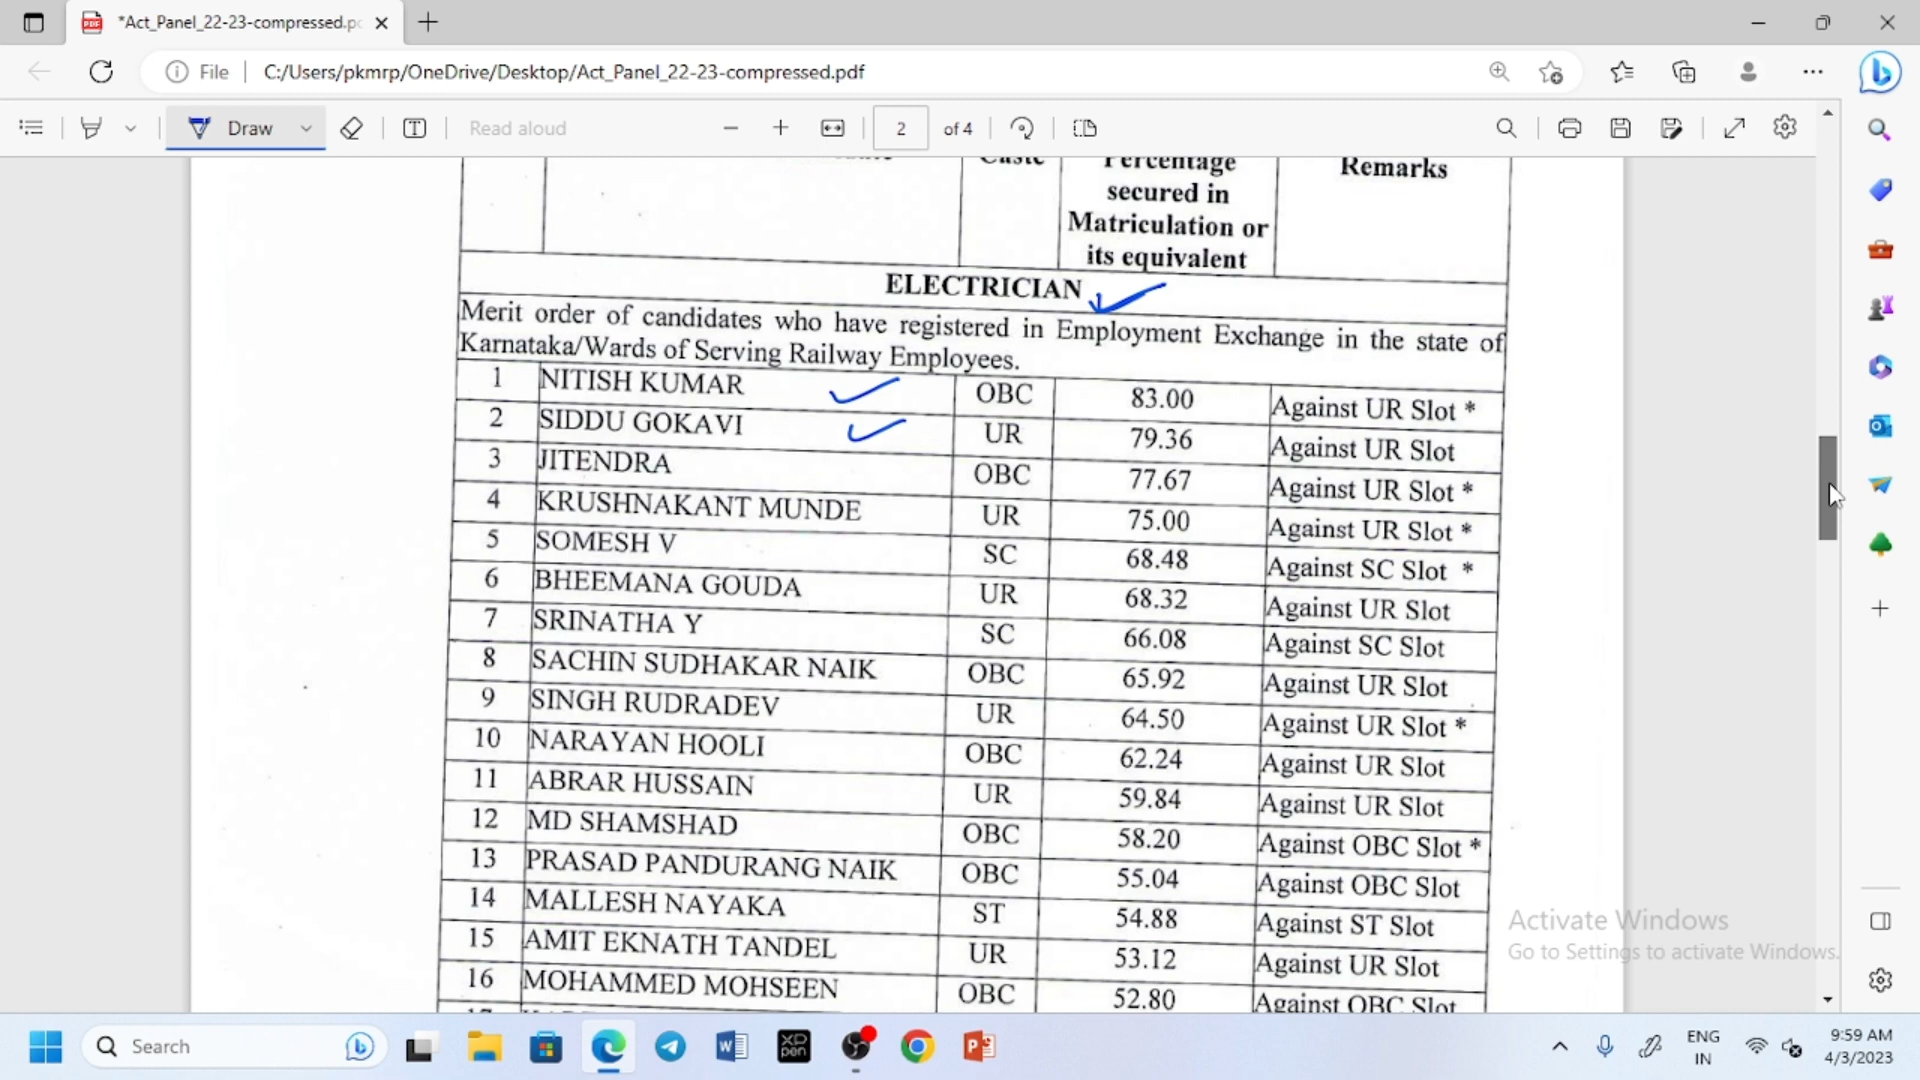 *Act_Panel_22-23-compressed.p
File
C:/Users/pkmrp/OneDrive/Desktop/Act_Panel_22-23-compressed.pdf
Draw
Read aloud
2 of 4
Caste
Percentage
secured in
Matriculation or
its equivalent
Remarks
ELECTRICIAN
Merit order of candidates who have registered in Employment Exchange in the state of
Karnataka/Wards of Serving Railway Employees.
1 NITISH KUMAR OBC 83.00 Against UR Slot *
2 SIDDU GOKAVI UR 79.36 Against UR Slot
3 JITENDRA OBC 77.67 Against UR Slot *
4 KRUSHNAKANT MUNDE UR 75.00 Against UR Slot *
5 SOMESH V SC 68.48 Against SC Slot *
6 BHEEMANA GOUDA UR 68.32 Against UR Slot
7 SRINATHA Y SC 66.08 Against SC Slot
8 SACHIN SUDHAKAR NAIK OBC 65.92 Against UR Slot
9 SINGH RUDRADEV UR 64.50 Against UR Slot *
10 NARAYAN HOOLI OBC 62.24 Against UR Slot
11 ABRAR HUSSAIN UR 59.84 Against UR Slot
12 MD SHAMSHAD OBC 58.20 Against OBC Slot *
13 PRASAD PANDURANG NAIK OBC 55.04 Against OBC Slot
14 MALLESH NAYAKA ST 54.88 Against ST Slot
15 AMIT EKNATH TANDEL UR 53.12 Against UR Slot
16 MOHAMMED MOHSEEN OBC 52.80 Against OBC Slot
Activate Windows
Go to Settings to activate Windows.
Search
ENG
IN
9:59 AM
4/3/2023